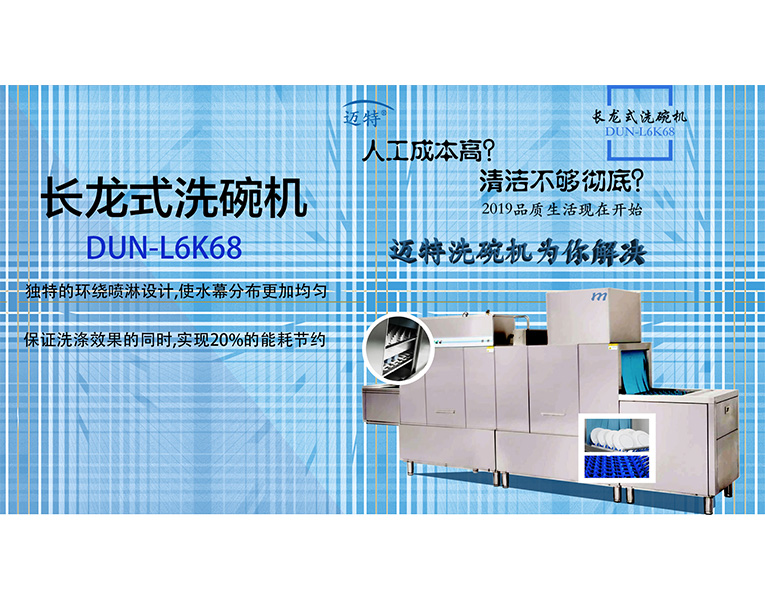 长龙式洗碗机
DUN-L6K68
独特的环绕喷淋设计,使水幕分布更加均匀
保证洗涤效果的同时,实现20%的能耗节约
迈特®
长龙式洗碗机
DUN-L6K68
人工成本高?
清洁不够彻底?
2019品质生活现在开始
迈特洗碗机为你解决
m